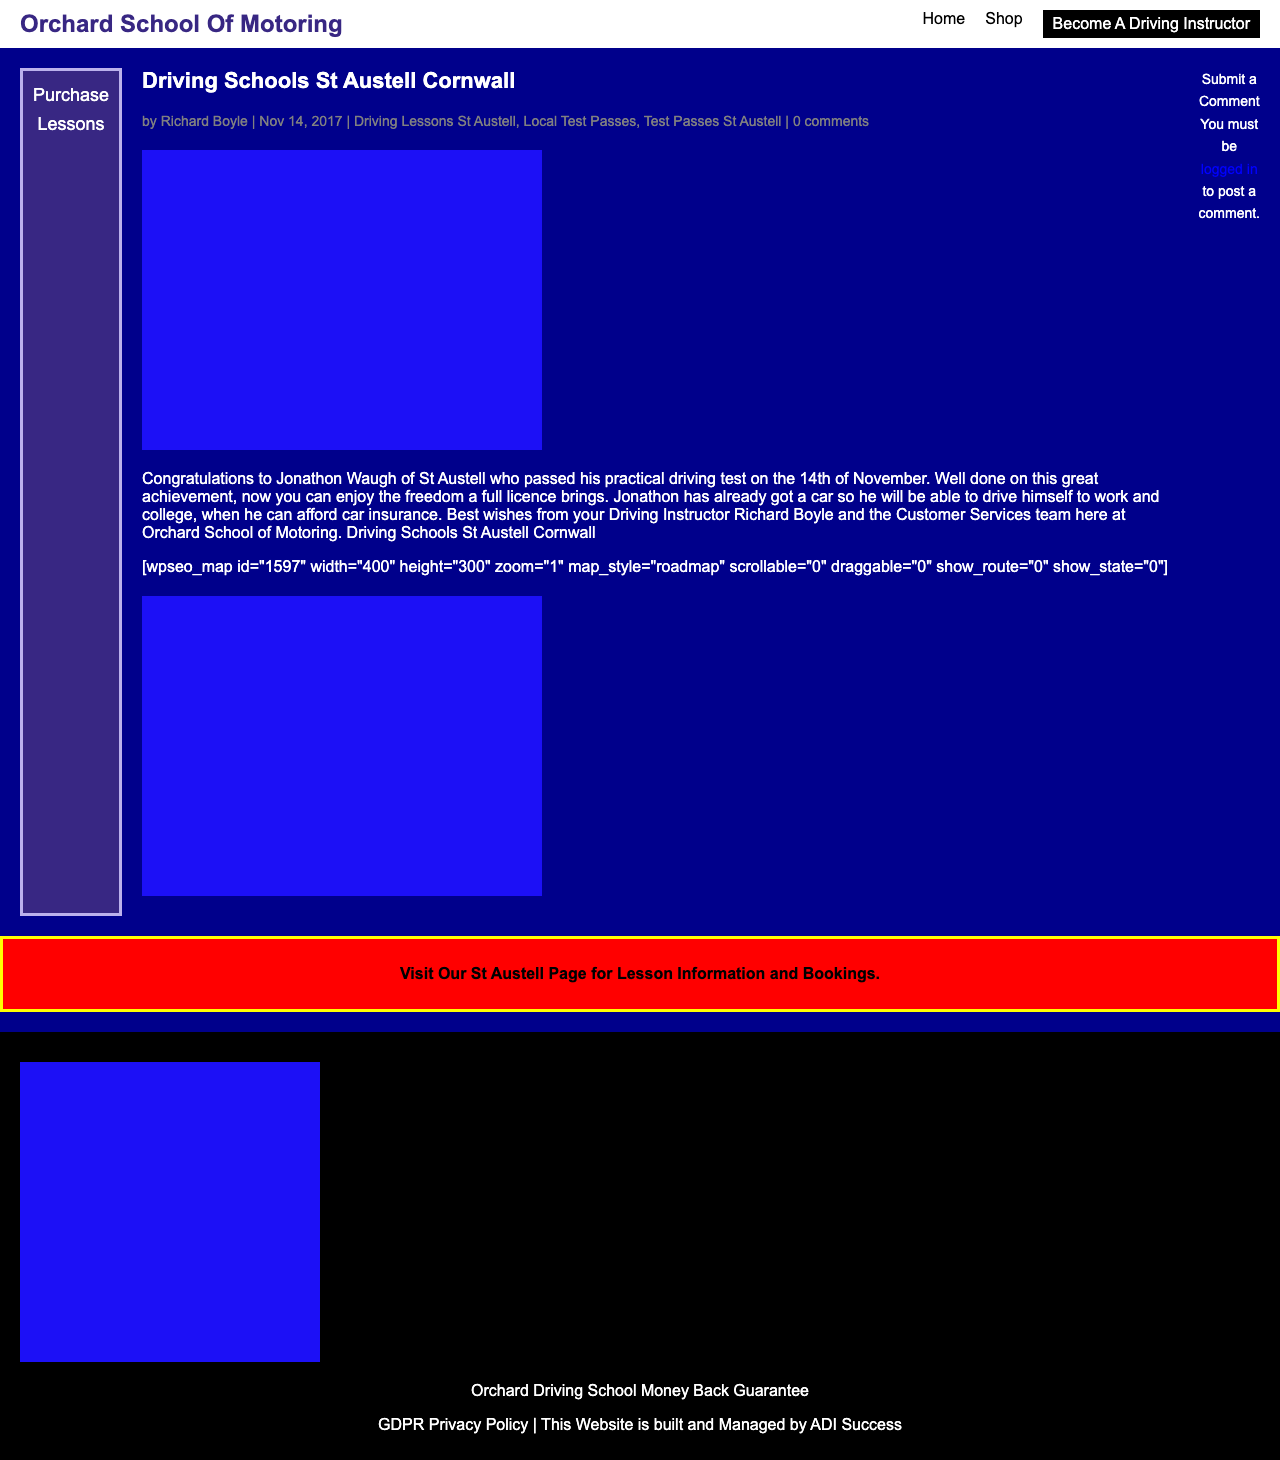 Orchard School Of Motoring
Home
Shop
Become A Driving Instructor
Purchase
Lessons
Driving Schools St Austell Cornwall
by Richard Boyle | Nov 14, 2017 | Driving Lessons St Austell, Local Test Passes, Test Passes St Austell | 0 comments
Congratulations to Jonathon Waugh of St Austell who passed his practical driving test on the 14th of November. Well done on this great
achievement, now you can enjoy the freedom a full licence brings. Jonathon has already got a car so he will be able to drive himself to work and
college, when he can afford car insurance. Best wishes from your Driving Instructor Richard Boyle and the Customer Services team here at
Orchard School of Motoring. Driving Schools St Austell Cornwall
[wpseo_map id="1597" width="400" height="300" zoom="1" map_style="roadmap" scrollable="0" draggable="0" show_route="0" show_state="0"]
Submit a
Comment
You must
be
logged in
to post a
comment.
Visit Our St Austell Page for Lesson Information and Bookings.
Orchard Driving School Money Back Guarantee
GDPR Privacy Policy | This Website is built and Managed by ADI Success